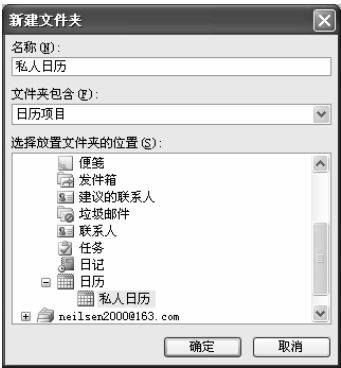 新建文件夹
名称(N):
私人日历
文件夹包含(F):
日历项目
选择放置文件夹的位置(S):
便笺
发件箱
建议的联系人
垃圾邮件
联系人
任务
日记
日历
私人日历
neilsen2000@163.com
确定 取消